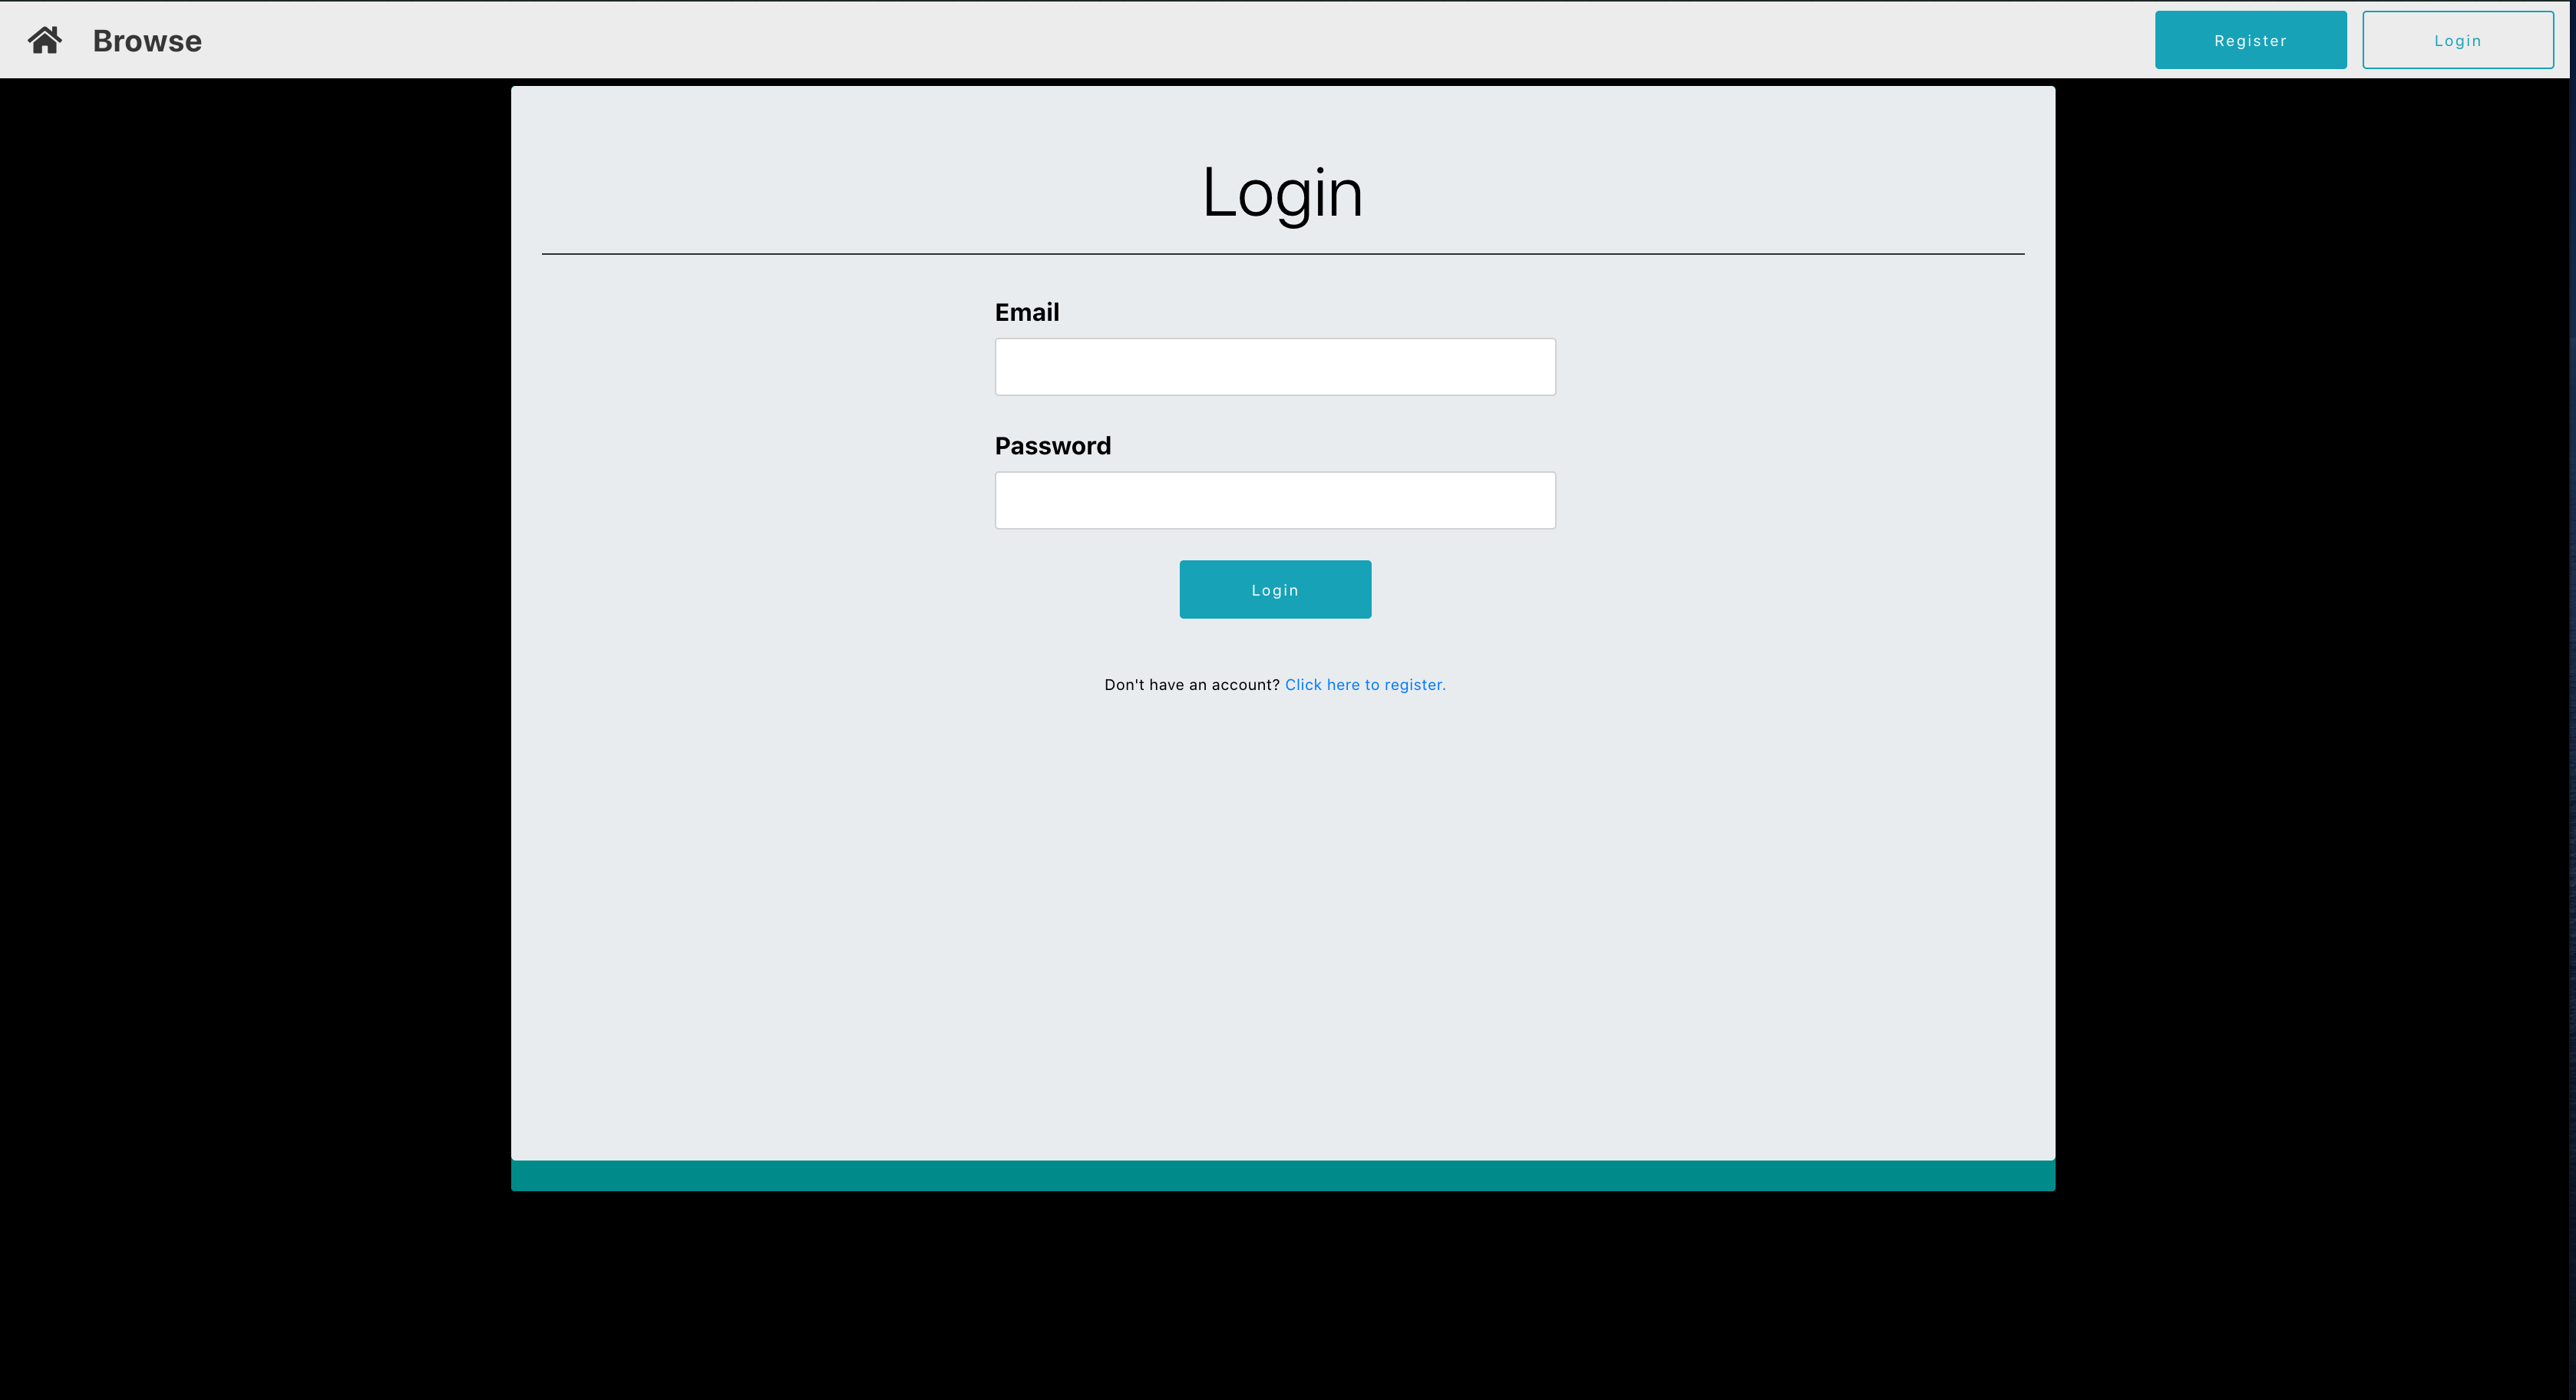 Browse
Register
Login
Login
Email
Password
Login
Don't have an account? Click here to register.